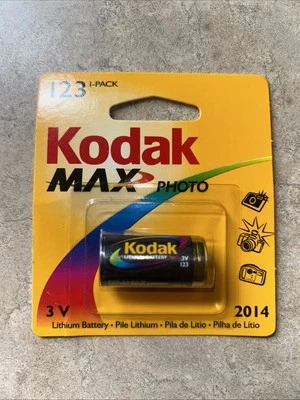 123 1-PACK
Kodak
MAX PHOTO
Kodak
LITHIUM BATTERY
3V
123
3 V
2014
Lithium Battery • Pile Lithium • Pila de Litio • Pilha de Lítio